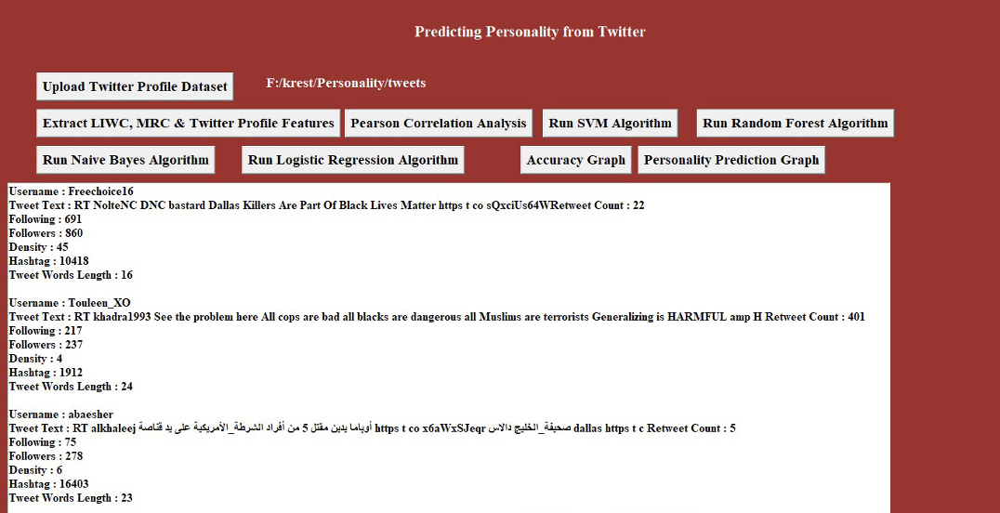 Predicting Personality from Twitter
Upload Twitter Profile Dataset F:/krest/Personality/tweets
Extract LIWC, MRC & Twitter Profile Features Pearson Correlation Analysis Run SVM Algorithm Run Random Forest Algorithm
Run Naive Bayes Algorithm Run Logistic Regression Algorithm Accuracy Graph Personality Prediction Graph
Username : Freechoice16
Tweet Text : RT NolteNC DNC bastard Dallas Killers Are Part Of Black Lives Matter https t co sQxciUs64WRetweet Count : 22
Following : 691
Followers : 860
Density : 45
Hashtag : 10418
Tweet Words Length : 16
Username : Touleen_XO
Tweet Text : RT khadra1993 See the problem here All cops are bad all blacks are dangerous all Muslims are terrorists Generalizing is HARMFUL amp H Retweet Count : 401
Following : 217
Followers : 237
Density : 4
Hashtag : 1912
Tweet Words Length : 24
Username : abaesher
Tweet Text : RT alkhaleej أوباما يدين مقتل 5 من أفراد الشرطة_الأمريكية على يد قناصة https t co x6aWxSJeqr صحيفة_الخليج دالاس dallas https t c Retweet Count : 5
Following : 75
Followers : 278
Density : 6
Hashtag : 16403
Tweet Words Length : 23